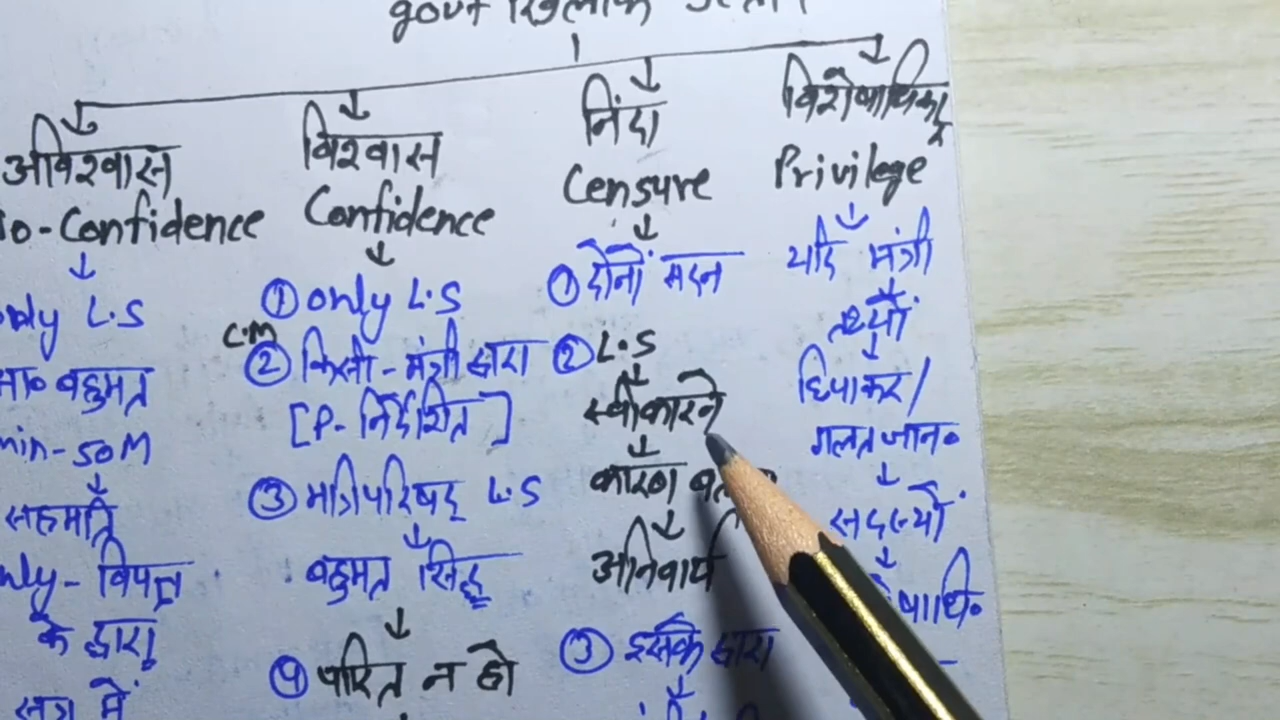 govt खिलाफ
अविश्वास
No-Confidence
only L.S
सा० बहुमत
min-50M
सहमति
only-विपक्ष
के द्वारा
सत्र में
विश्वास
Confidence
① only L.S
C.M
② किसी-मंत्री द्वारा
[P-निर्देशित]
③ मंत्रिपरिषद् L.S
बहुमत सिद्ध
④ पारित न हो
निंदा
Censure
① दोनों सदन
② L.S
स्वीकारने
कारण
अनिवार्य
③ इसके द्वारा
विशेषाधिकार
Privilege
यदि मंत्री
तथ्यों
छिपाकर/
गलत जान०
सदस्यों